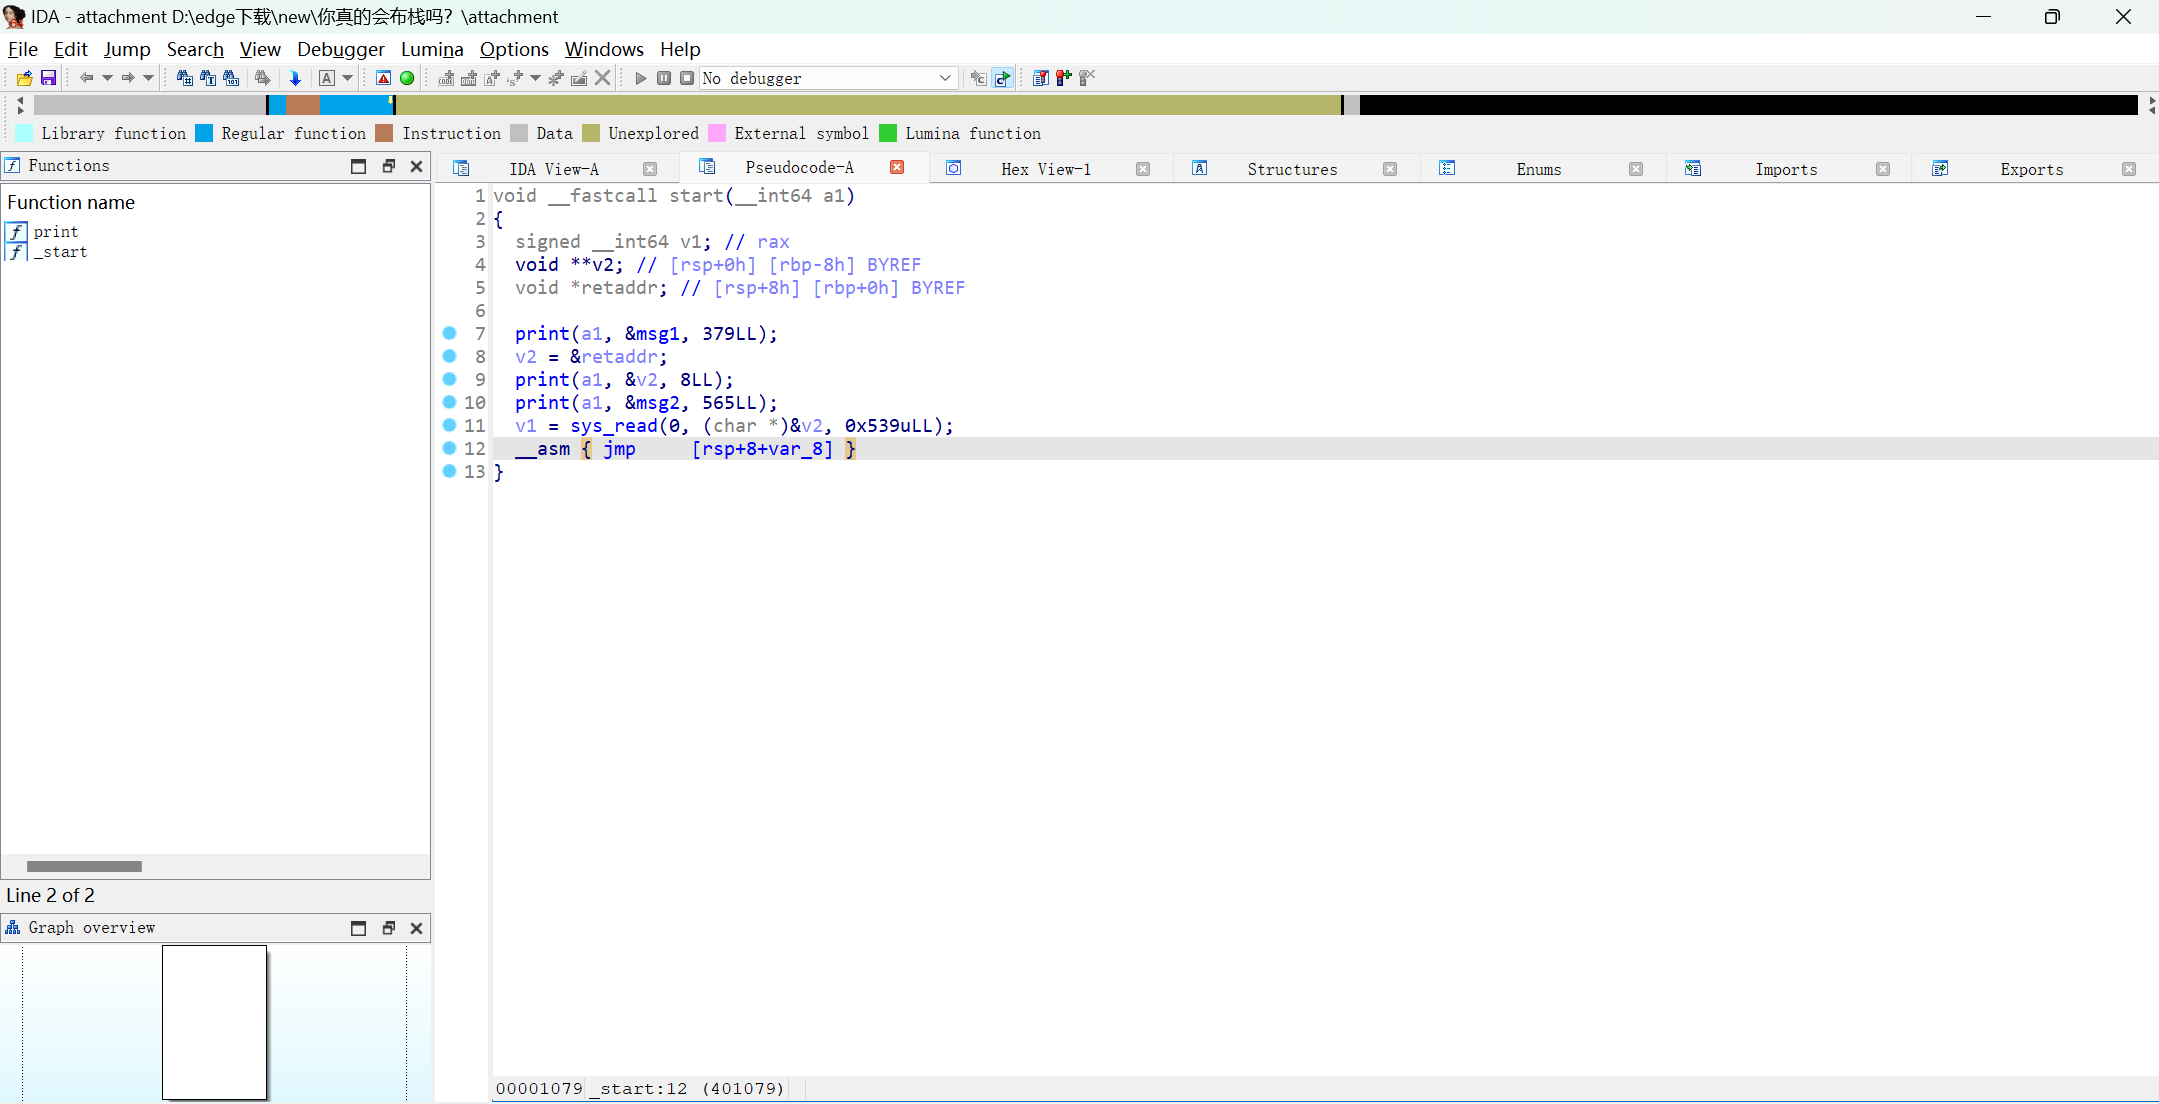 IDA - attachment D:\edge下载\new\你真的会布栈吗？\attachment
File Edit Jump Search View Debugger Lumina Options Windows Help
No debugger
Library function Regular function Instruction Data Unexplored External symbol Lumina function
Functions
IDA View-A Pseudocode-A Hex View-1 Structures Enums Imports Exports
Function name
print
_start
Line 2 of 2
Graph overview
1 void __fastcall start(__int64 a1)
2 {
3 signed __int64 v1; // rax
4 void **v2; // [rsp+0h] [rbp-8h] BYREF
5 void *retaddr; // [rsp+8h] [rbp+0h] BYREF
6
7 print(a1, &msg1, 379LL);
8 v2 = &retaddr;
9 print(a1, &v2, 8LL);
10 print(a1, &msg2, 565LL);
11 v1 = sys_read(0, (char *)&v2, 0x539uLL);
12 __asm { jmp     [rsp+8+var_8] }
13 }
00001079 _start:12 (401079)